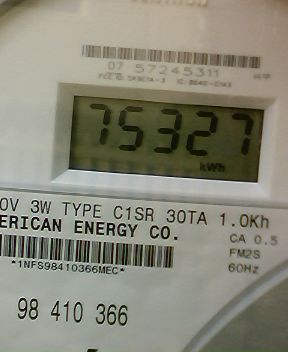 07 57245311
75327
kWh
0V 3W TYPE C1SR 30TA 1.0Kh
ERICAN ENERGY CO.
CA 0.5
FM2S
60Hz
*1NFS98410366MEC*
98 410 366